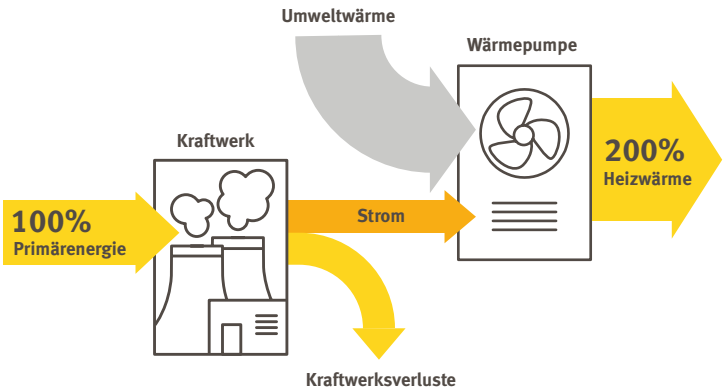 Umweltwärme
Wärmepumpe
Kraftwerk
200%
Heizwärme
100%
Primärenergie
Strom
Kraftwerksverluste